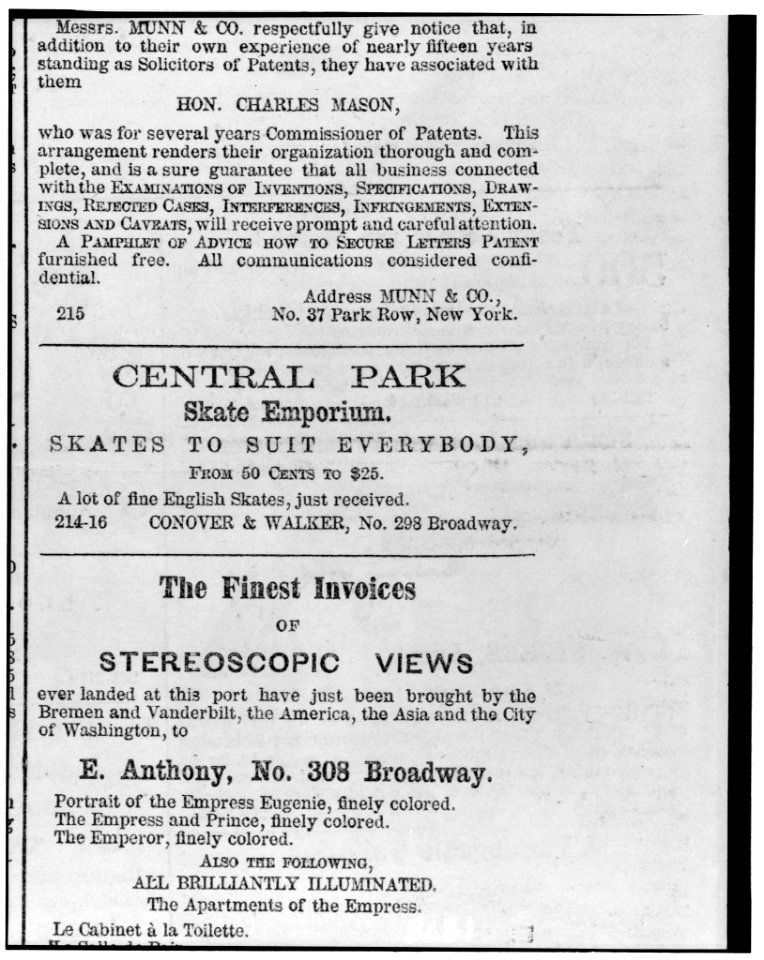 Messrs. MUNN & CO. respectfully give notice that, in
addition to their own experience of nearly fifteen years
standing as Solicitors of Patents, they have associated with
them
HON. CHARLES MASON,
who was for several years Commissioner of Patents. This
arrangement renders their organization thorough and com-
plete, and is a sure guarantee that all business connected
with the EXAMINATIONS OF INVENTIONS, SPECIFICATIONS, DRAW-
INGS, REJECTED CASES, INTERFERENCES, INFRINGEMENTS, EXTEN-
SIONS AND CAVEATS, will receive prompt and careful attention.
A PAMPHLET OF ADVICE HOW TO SECURE LETTERS PATENT
furnished free. All communications considered confi-
dential.
Address MUNN & CO.,
215 No. 37 Park Row, New York.
CENTRAL PARK
Skate Emporium.
SKATES TO SUIT EVERYBODY,
FROM 50 CENTS TO $25.
A lot of fine English Skates, just received.
214-16 CONOVER & WALKER, No. 298 Broadway.
The Finest Invoices
OF
STEREOSCOPIC VIEWS
ever landed at this port have just been brought by the
Bremen and Vanderbilt, the America, the Asia and the City
of Washington, to
E. Anthony, No. 308 Broadway.
Portrait of the Empress Eugenie, finely colored.
The Empress and Prince, finely colored.
The Emperor, finely colored.
ALSO THE FOLLOWING,
ALL BRILLIANTLY ILLUMINATED.
The Apartments of the Empress.
Le Cabinet à la Toilette.